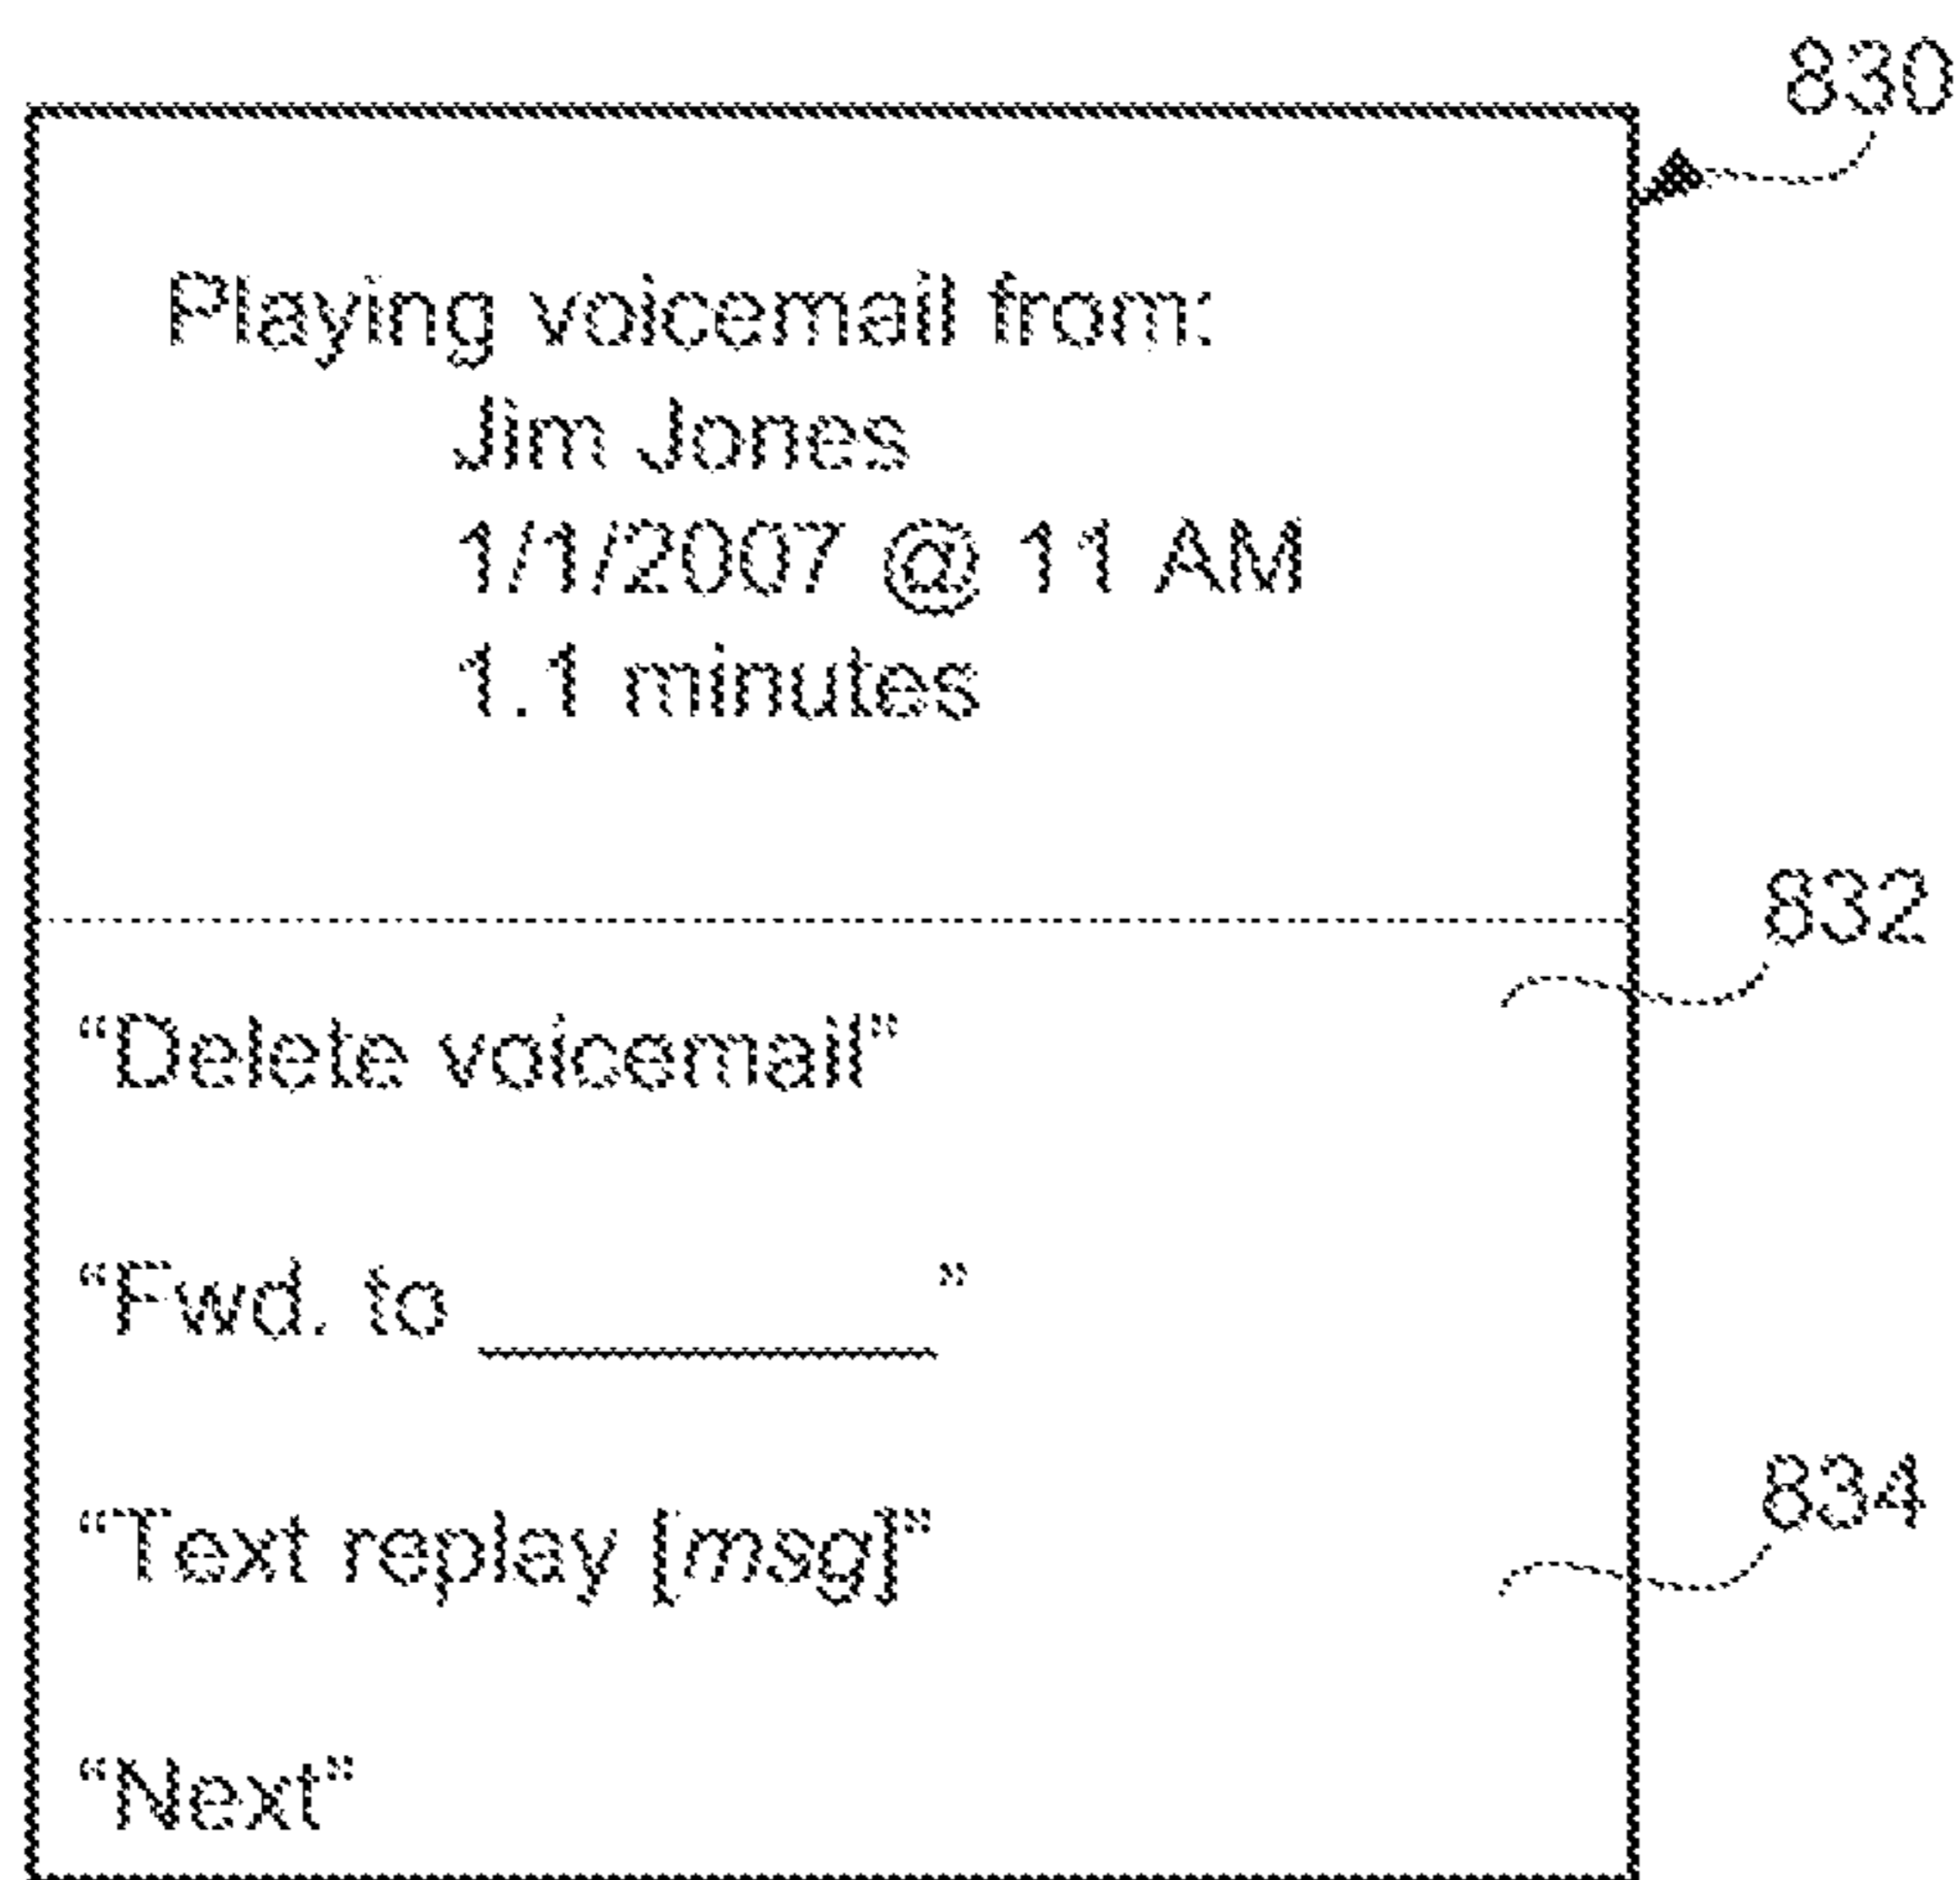 830
Playing voicemail from:
Jim Jones
1/1/2007 @ 11 AM
1.1 minutes
832
“Delete voicemail”
“Fwd. to __________”
834
“Text replay [msg]”
“Next”